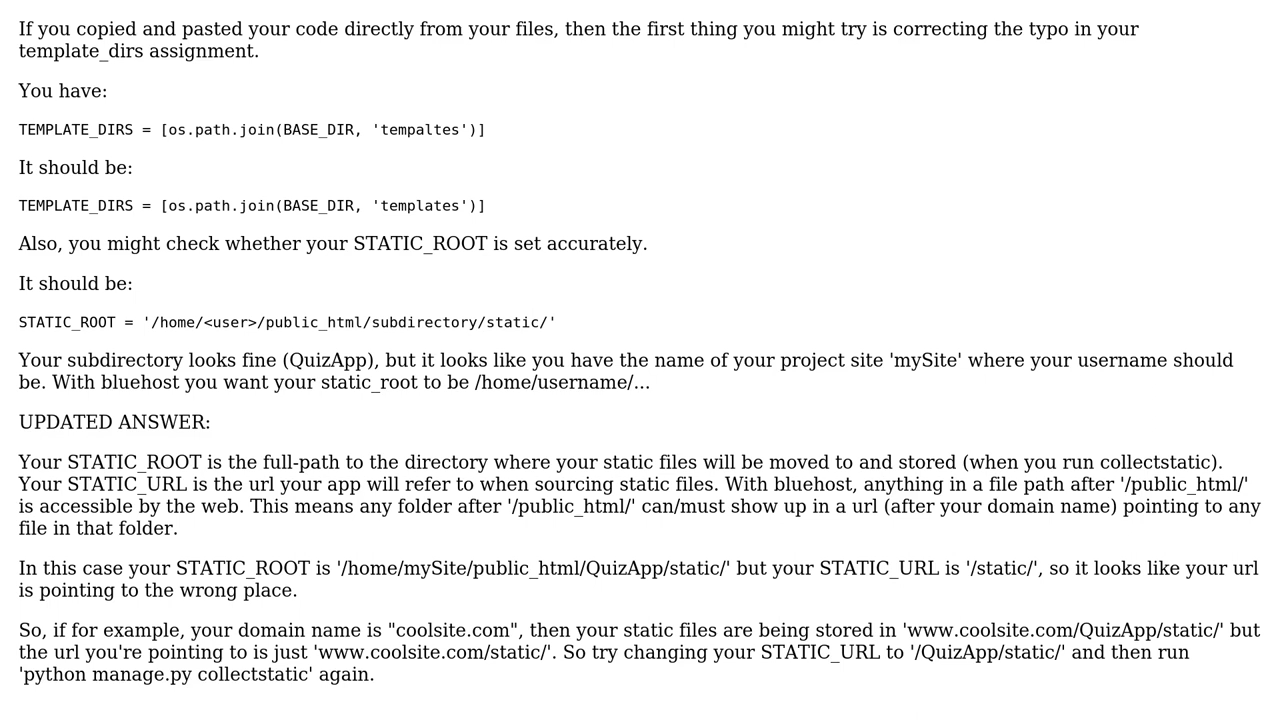 If you copied and pasted your code directly from your files, then the first thing you might try is correcting the typo in your
template_dirs assignment.
You have:
TEMPLATE_DIRS = [os.path.join(BASE_DIR, 'tempaltes')]
It should be:
TEMPLATE_DIRS = [os.path.join(BASE_DIR, 'templates')]
Also, you might check whether your STATIC_ROOT is set accurately.
It should be:
STATIC_ROOT = '/home/<user>/public_html/subdirectory/static/'
Your subdirectory looks fine (QuizApp), but it looks like you have the name of your project site 'mySite' where your username should
be. With bluehost you want your static_root to be /home/username/...
UPDATED ANSWER:
Your STATIC_ROOT is the full-path to the directory where your static files will be moved to and stored (when you run collectstatic).
Your STATIC_URL is the url your app will refer to when sourcing static files. With bluehost, anything in a file path after '/public_html/'
is accessible by the web. This means any folder after '/public_html/' can/must show up in a url (after your domain name) pointing to any
file in that folder.
In this case your STATIC_ROOT is '/home/mySite/public_html/QuizApp/static/' but your STATIC_URL is '/static/', so it looks like your url
is pointing to the wrong place.
So, if for example, your domain name is "coolsite.com", then your static files are being stored in 'www.coolsite.com/QuizApp/static/' but
the url you're pointing to is just 'www.coolsite.com/static/'. So try changing your STATIC_URL to '/QuizApp/static/' and then run
'python manage.py collectstatic' again.